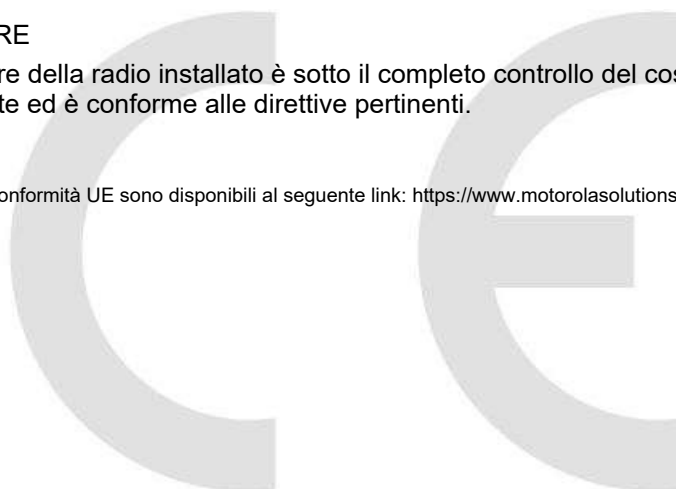 RE
re della radio installato è sotto il completo controllo del cos
te ed è conforme alle direttive pertinenti.
onformità UE sono disponibili al seguente link: https://www.motorolasolutions